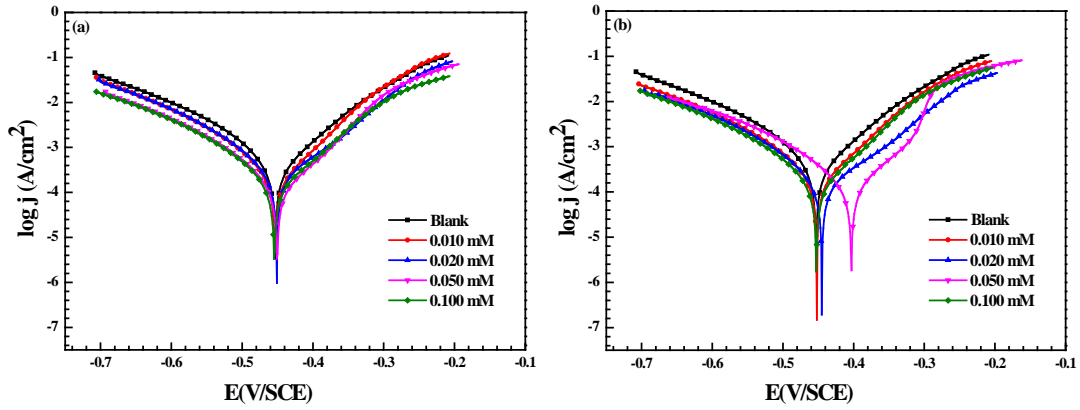 (a)
0
-1
-2
-3
-4
-5
-6
-7
log j (A/cm²)
Blank
0.010 mM
0.020 mM
0.050 mM
0.100 mM
-0.7 -0.6 -0.5 -0.4 -0.3 -0.2 -0.1
E(V/SCE)
(b)
0
-1
-2
-3
-4
-5
-6
-7
log j (A/cm²)
Blank
0.010 mM
0.020 mM
0.050 mM
0.100 mM
-0.7 -0.6 -0.5 -0.4 -0.3 -0.2 -0.1
E(V/SCE)